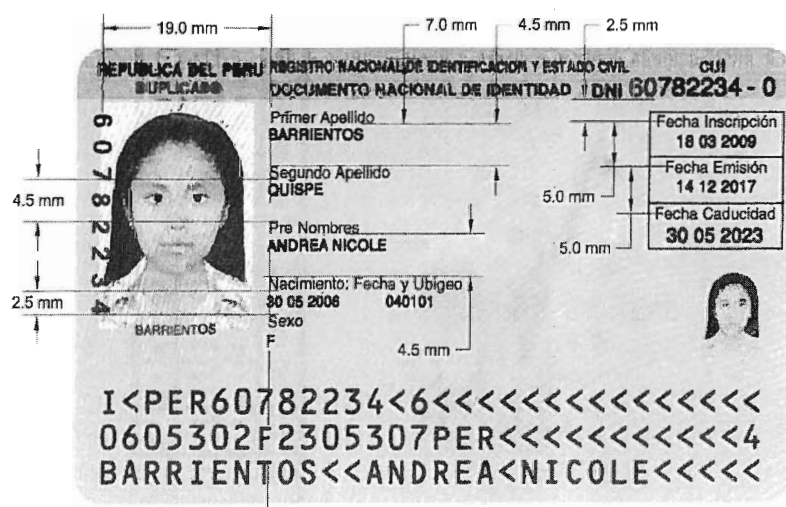 19.0 mm
7.0 mm
4.5 mm
2.5 mm
REPUBLICA DEL PERU
DUPLICADO
REGISTRO NACIONAL DE IDENTIFICACION Y ESTADO CIVIL
CUI
DOCUMENTO NACIONAL DE IDENTIDAD
DNI 60782234 - 0
60782234
Primer Apellido
BARRIENTOS
Segundo Apellido
QUISPE
Pre Nombres
ANDREA NICOLE
Nacimiento: Fecha y Ubigeo
30 05 2006 040101
Sexo
F
Fecha Inscripción
18 03 2009
Fecha Emisión
14 12 2017
Fecha Caducidad
30 05 2023
4.5 mm
2.5 mm
5.0 mm
5.0 mm
4.5 mm
BARRIENTOS
I<PER60782234<6<<<<<<<<<<<<<<<
0605302F2305307PER<<<<<<<<<<<4
BARRIENTOS<<ANDREA<NICOLE<<<<<